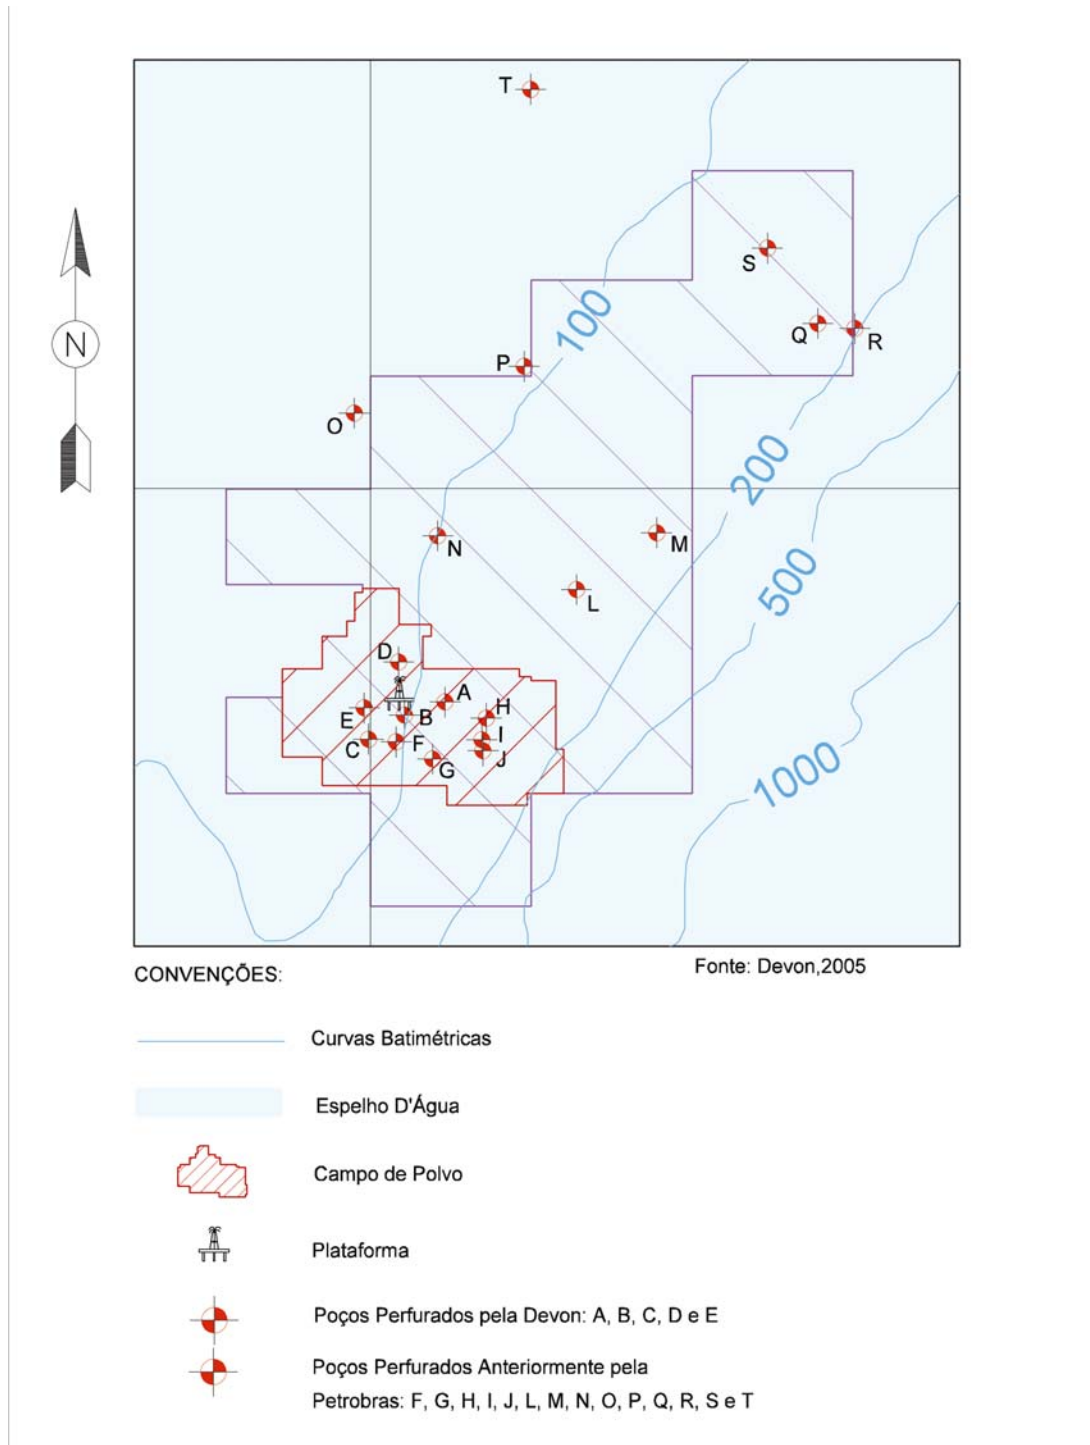 T
S
100
Q
R
P
O
200
N
M
500
L
D
A
H
E
B
I
C
F
J
G
1000
N
CONVENÇÕES:
Fonte: Devon,2005
Curvas Batimétricas
Espelho D'Água
Campo de Polvo
Plataforma
Poços Perfurados pela Devon: A, B, C, D e E
Poços Perfurados Anteriormente pela
Petrobras: F, G, H, I, J, L, M, N, O, P, Q, R, S e T